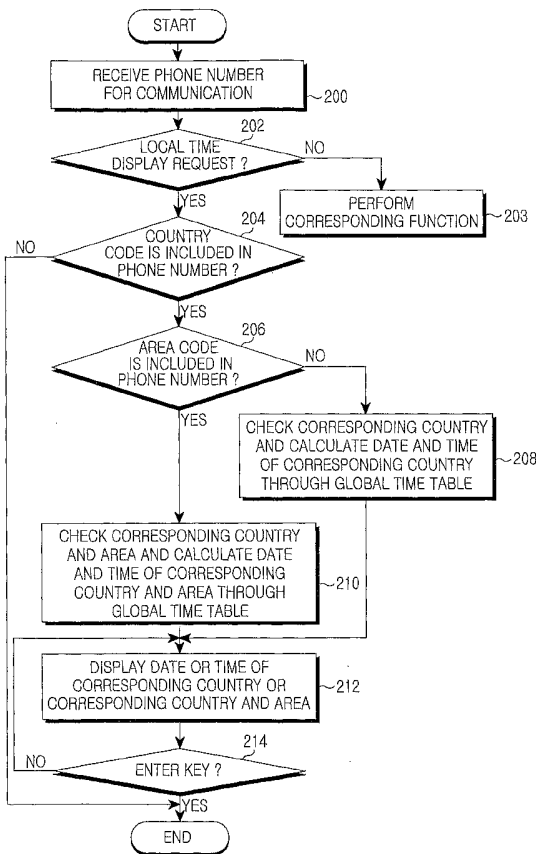 START
RECEIVE PHONE NUMBER
FOR COMMUNICATION
200
202
LOCAL TIME
DISPLAY REQUEST ?
NO
YES
PERFORM
CORRESPONDING FUNCTION
203
204
NO
COUNTRY
CODE IS INCLUDED IN
PHONE NUMBER ?
YES
206
AREA CODE
IS INCLUDED IN
PHONE NUMBER ?
NO
YES
CHECK CORRESPONDING COUNTRY
AND CALCULATE DATE AND TIME
OF CORRESPONDING COUNTRY
THROUGH GLOBAL TIME TABLE
208
CHECK CORRESPONDING COUNTRY
AND AREA AND CALCULATE DATE
AND TIME OF CORRESPONDING
COUNTRY AND AREA THROUGH
GLOBAL TIME TABLE
210
DISPLAY DATE OR TIME OF
CORRESPONDING COUNTRY OR
CORRESPONDING COUNTRY AND AREA
212
214
NO
ENTER KEY ?
YES
END